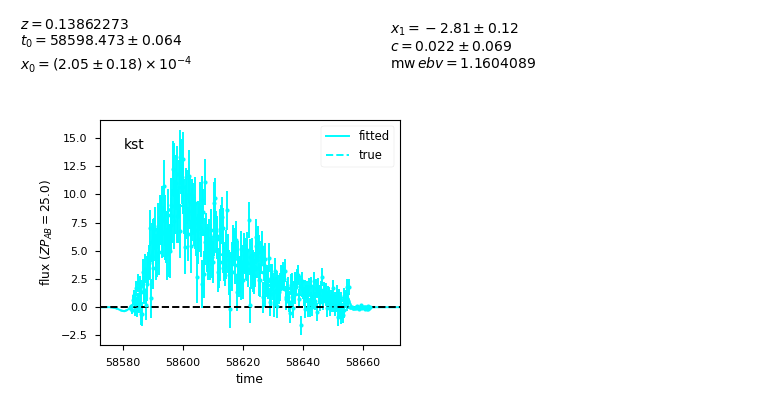 z = 0.13862273
t₀ = 58598.473 ± 0.064
x₀ = (2.05 ± 0.18) × 10⁻⁴
x₁ = − 2.81 ± 0.12
c = 0.022 ± 0.069
mw ebv = 1.1604089
kst
fitted
true
15.0
12.5
10.0
7.5
5.0
2.5
0.0
−2.5
flux (ZP_AB = 25.0)
58580 58600 58620 58640 58660
time